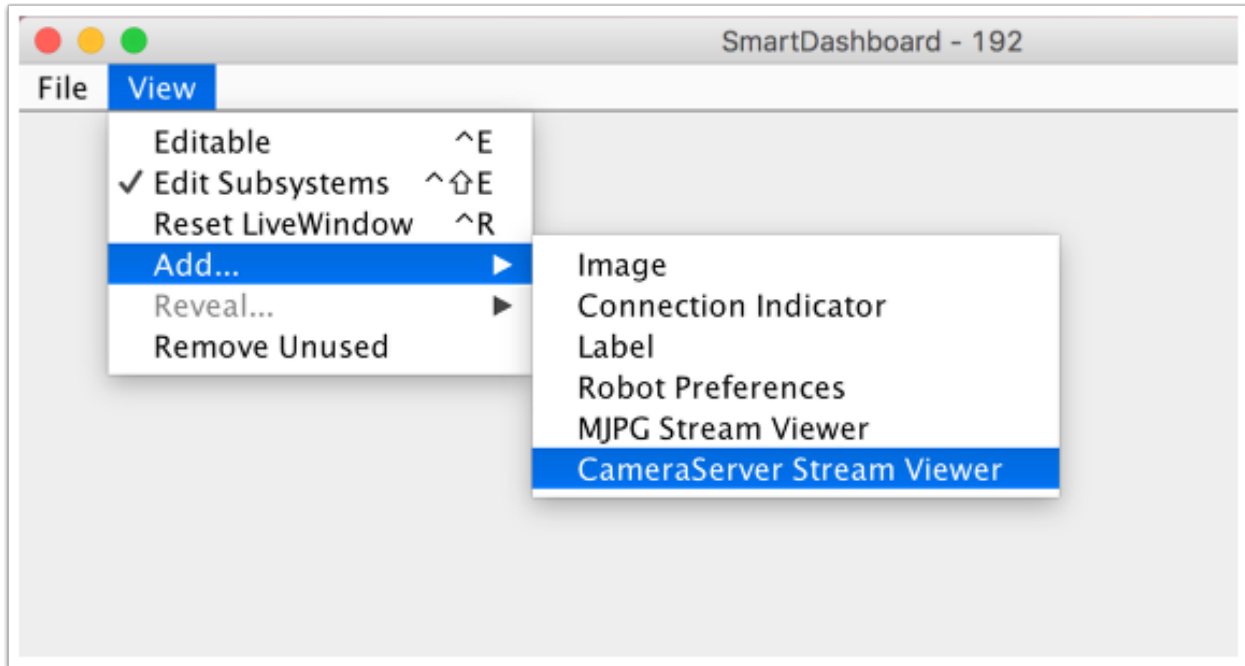 SmartDashboard - 192
File View
Editable ^E
✓ Edit Subsystems ^⇧E
Reset LiveWindow ^R
Add... ▶
Reveal... ▶
Remove Unused
Image
Connection Indicator
Label
Robot Preferences
MJPG Stream Viewer
CameraServer Stream Viewer